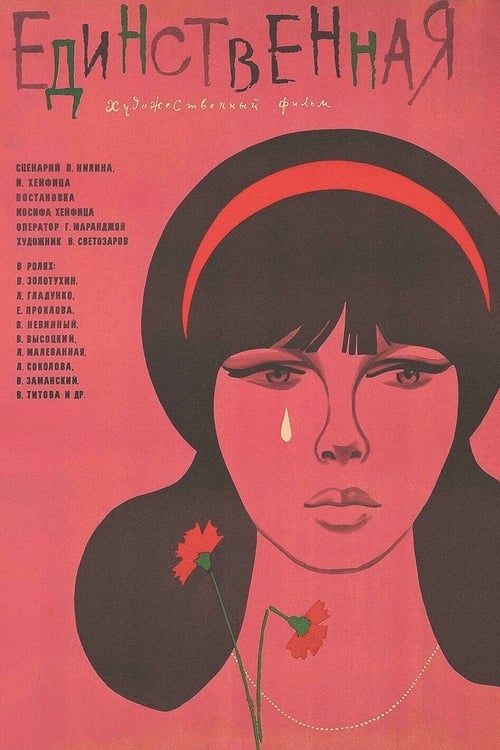 ЕДИНСТВЕННАЯ
художественный фильм
СЦЕНАРИЙ П. НИЛИНА,
И. ХЕЙФИЦА
ПОСТАНОВКА
ИОСИФА ХЕЙФИЦА
ОПЕРАТОР Г. МАРАНДЖЯН
ХУДОЖНИК В. СВЕТОЗАРОВ
В РОЛЯХ:
В. ЗОЛОТУХИН,
Л. ГЛАДУНКО,
Е. ПРОКЛОВА,
В. НЕВИННЫЙ,
В. ВЫСОЦКИЙ,
Л. МАЛЕВАННАЯ,
Л. СОКОЛОВА,
В. ЗАМАНСКИЙ,
В. ТИТОВА И ДР.